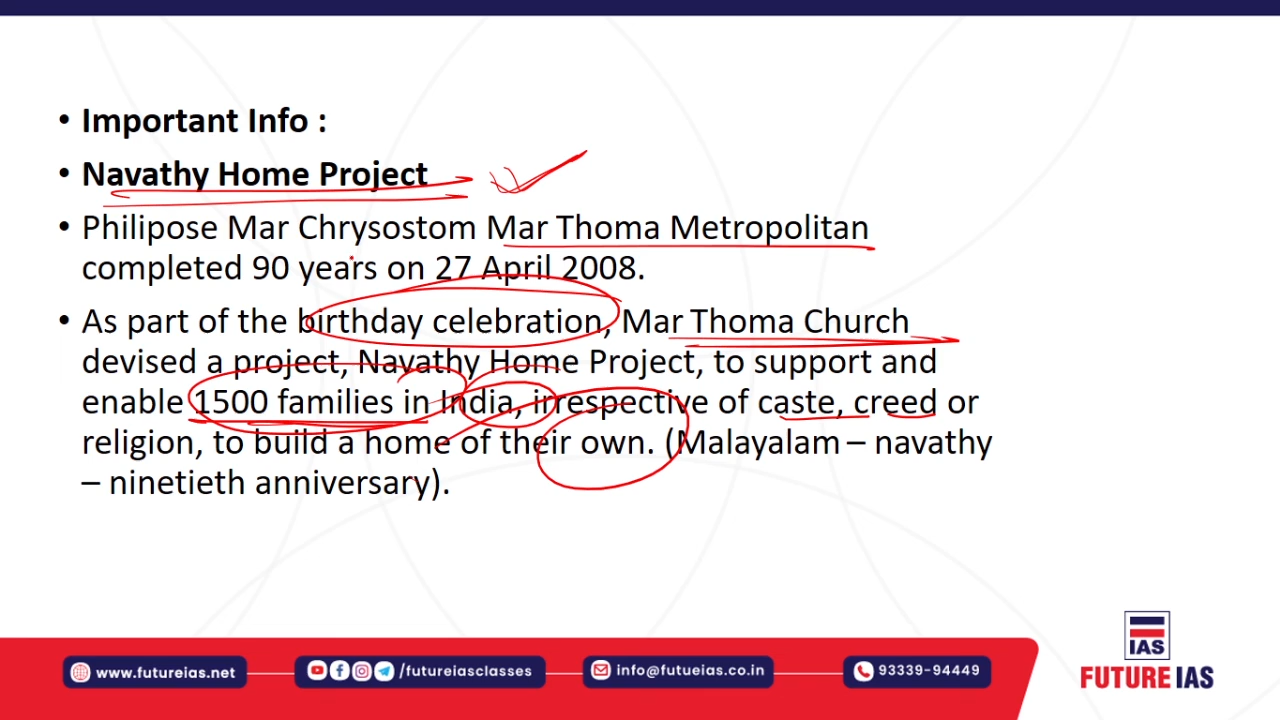 • Important Info :
• Navathy Home Project
• Philipose Mar Chrysostom Mar Thoma Metropolitan
completed 90 years on 27 April 2008.
• As part of the birthday celebration, Mar Thoma Church
devised a project, Navathy Home Project, to support and
enable 1500 families in India, irrespective of caste, creed or
religion, to build a home of their own. (Malayalam – navathy
– ninetieth anniversary).
IAS
www.futureias.net
/futureiasclasses
info@futueias.co.in
93339-94449
FUTURE IAS